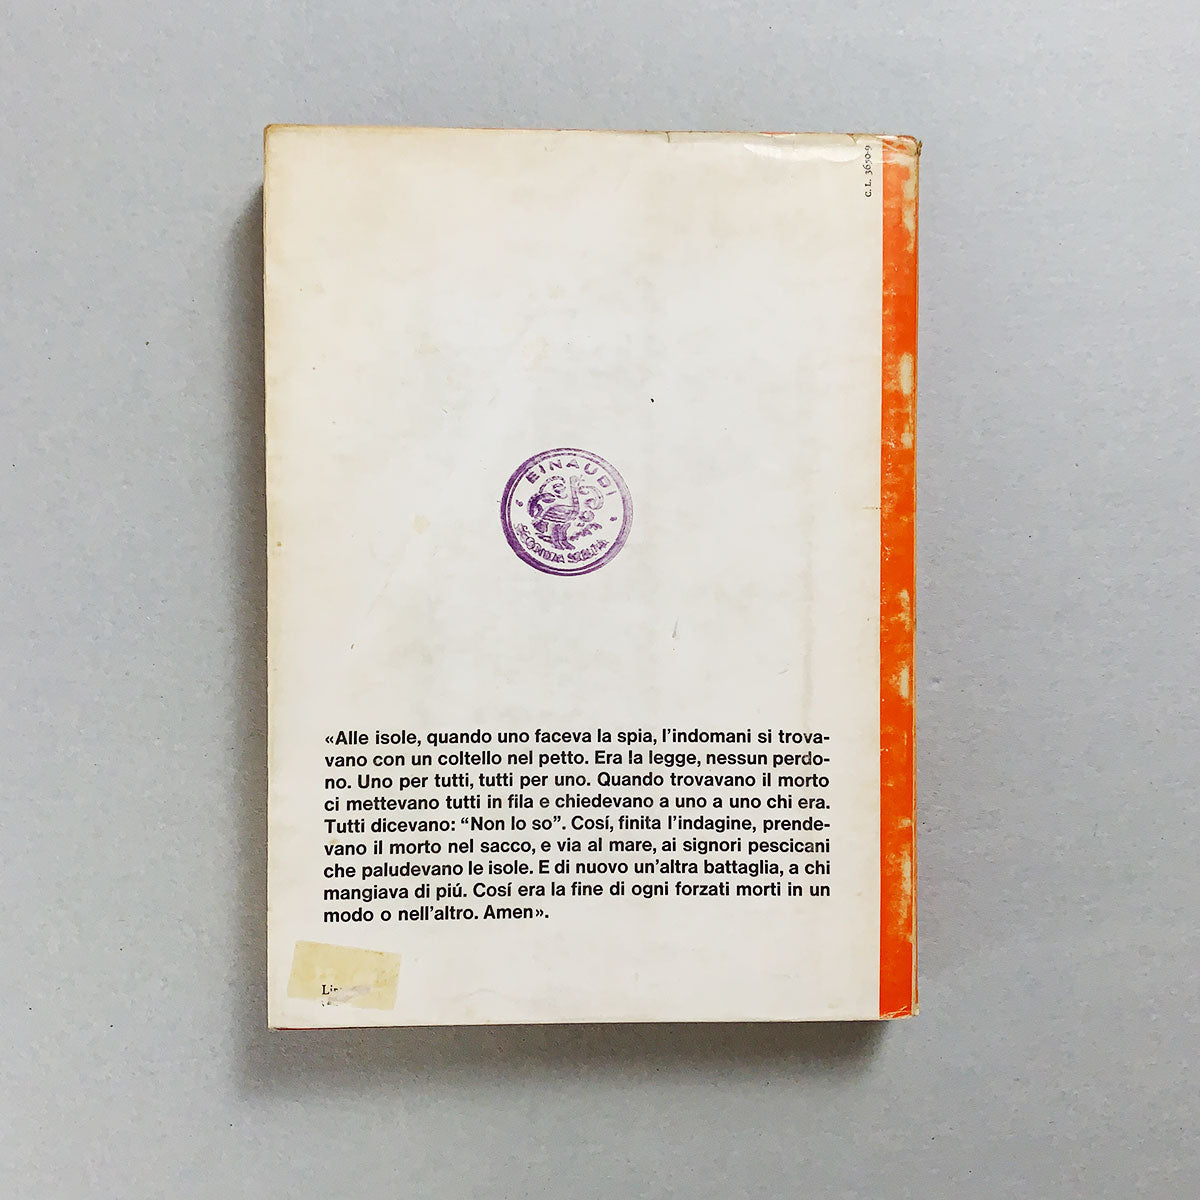 C. L. 3650-9
EINAUDI
SECONDA SCELTA
«Alle isole, quando uno faceva la spia, l'indomani si trova-
vano con un coltello nel petto. Era la legge, nessun perdo-
no. Uno per tutti, tutti per uno. Quando trovavano il morto
ci mettevano tutti in fila e chiedevano a uno a uno chi era.
Tutti dicevano: “Non lo so”. Cosí, finita l'indagine, prende-
vano il morto nel sacco, e via al mare, ai signori pescicani
che paludevano le isole. E di nuovo un'altra battaglia, a chi
mangiava di piú. Cosí era la fine di ogni forzati morti in un
modo o nell'altro. Amen».